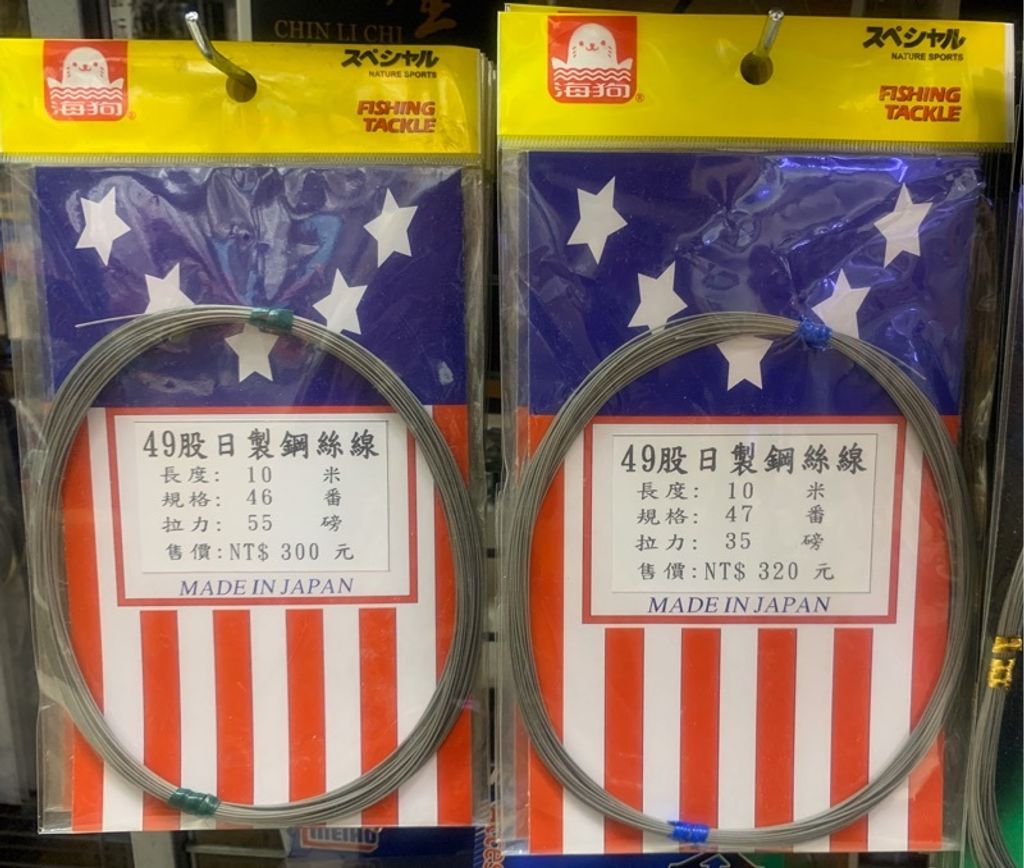 CHIN LI CHI
海狗
スペシャル
NATURE SPORTS
FISHING
TACKLE
49股日製鋼絲線
長度: 10 米
規格: 46 番
拉力: 55 磅
售價:NT$ 300 元
MADE IN JAPAN
海狗
スペシャル
NATURE SPORTS
FISHING
TACKLE
49股日製鋼絲線
長度: 10 米
規格: 47 番
拉力: 35 磅
售價:NT$ 320 元
MADE IN JAPAN
MEIHO